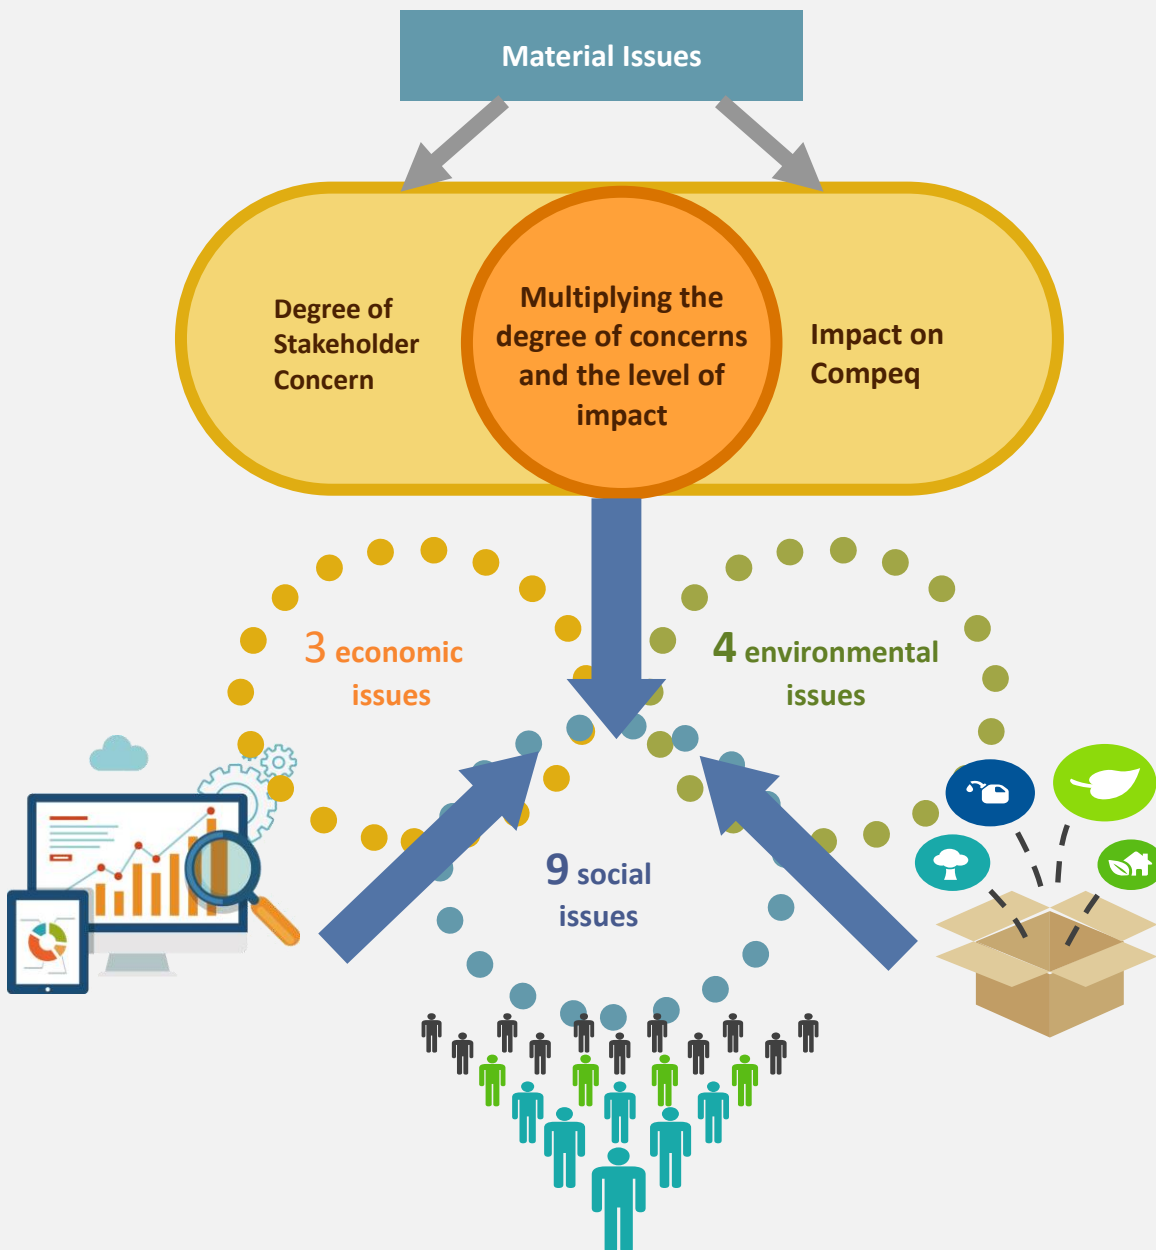 Material Issues
Degree of
Stakeholder
Concern
Multiplying the
degree of concerns
and the level of
impact
Impact on
Compeq
3 economic
issues
4 environmental
issues
9 social
issues